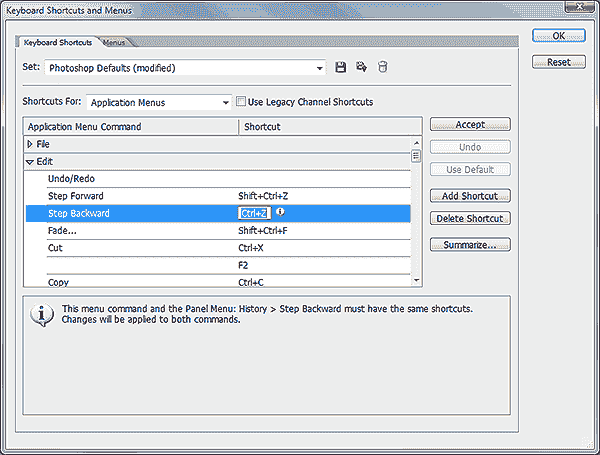 Keyboard Shortcuts and Menus
OK
Keyboard Shortcuts Menus
Set: Photoshop Defaults (modified)
Reset
Shortcuts For: Application Menus Use Legacy Channel Shortcuts
Application Menu Command Shortcut
Accept
File
Undo
Edit
Use Default
Undo/Redo
Step Forward Shift+Ctrl+Z
Add Shortcut
Step Backward Ctrl+Z
Delete Shortcut
Fade... Shift+Ctrl+F
Summarize...
Cut Ctrl+X
F2
Copy Ctrl+C
This menu command and the Panel Menu: History > Step Backward must have the same shortcuts.
Changes will be applied to both commands.